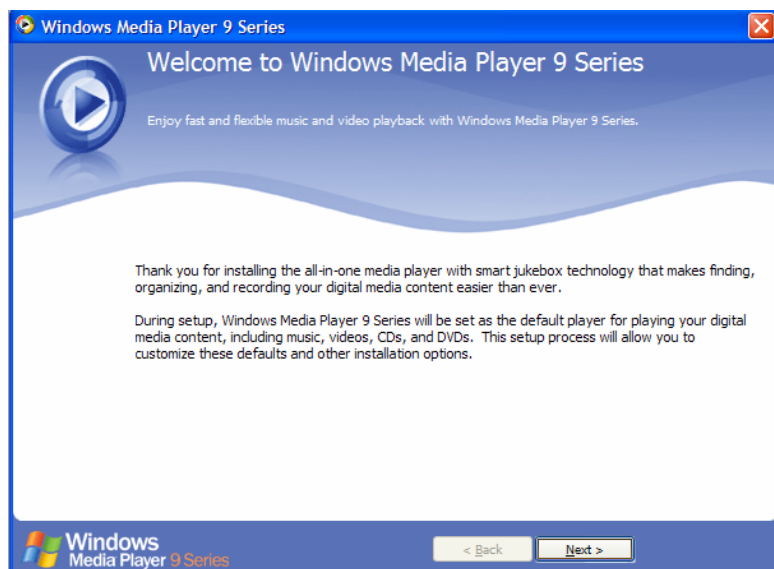 Windows Media Player 9 Series
Welcome to Windows Media Player 9 Series
Enjoy fast and flexible music and video playback with Windows Media Player 9 Series.
Thank you for installing the all-in-one media player with smart jukebox technology that makes finding,
organizing, and recording your digital media content easier than ever.
During setup, Windows Media Player 9 Series will be set as the default player for playing your digital
media content, including music, videos, CDs, and DVDs.  This setup process will allow you to
customize these defaults and other installation options.
Windows
Media Player 9 Series
< Back
Next >